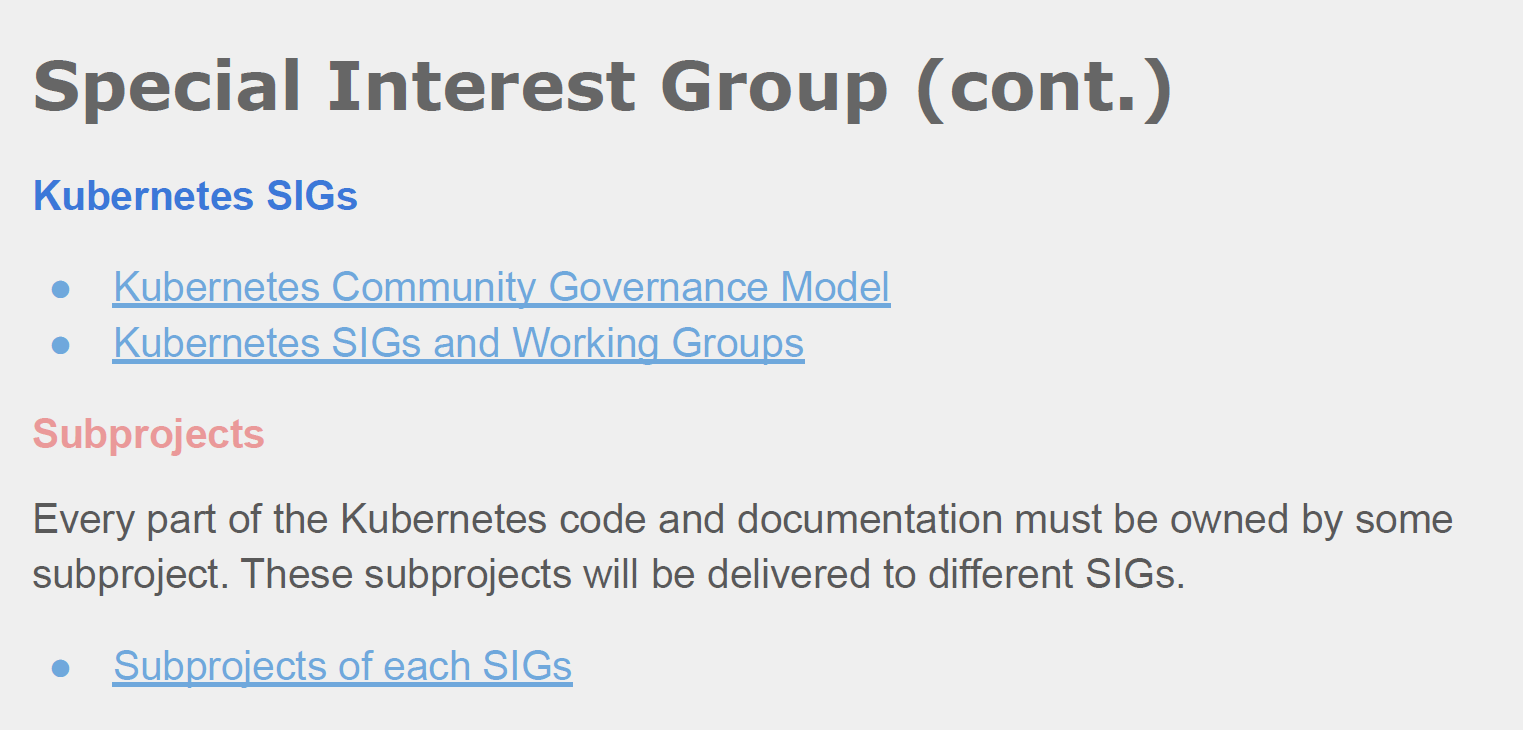 Special Interest Group (cont.)
Kubernetes SIGs
Kubernetes Community Governance Model
Kubernetes SIGs and Working Groups
Subprojects
Every part of the Kubernetes code and documentation must be owned by some
subproject. These subprojects will be delivered to different SIGs.
Subprojects of each SIGs